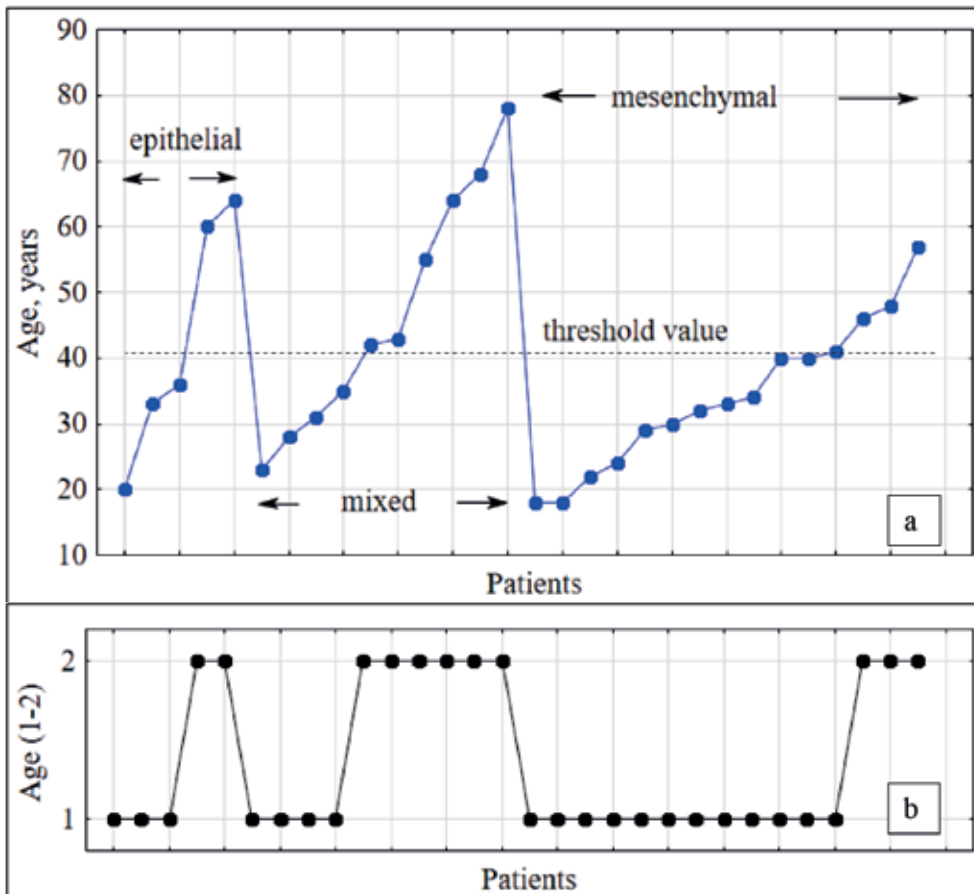 90
80
70
60
50
40
30
20
10
Age, years
epithelial
mesenchymal
threshold value
mixed
a
Patients
2
1
Age (1-2)
b
Patients